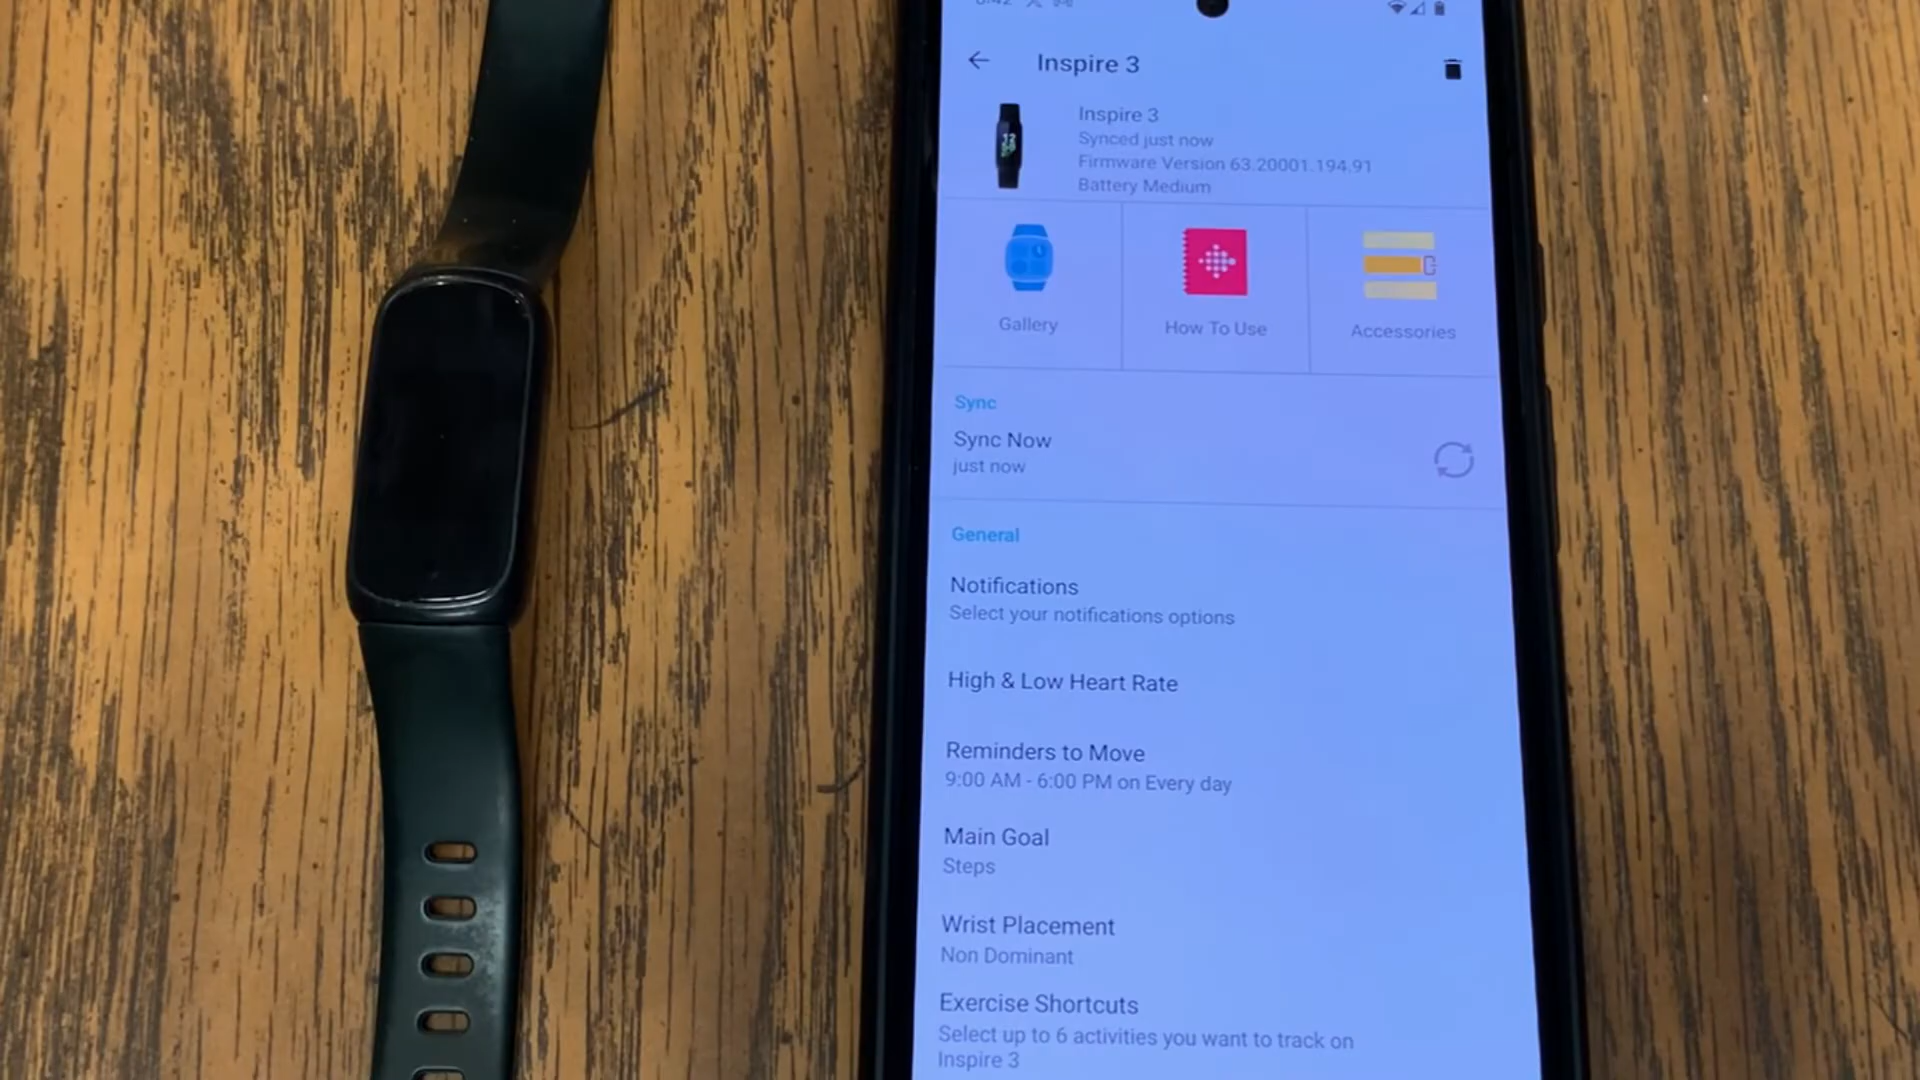 Inspire 3
Inspire 3
Synced just now
Firmware Version 63.20001.194.91
Battery Medium
Gallery
How To Use
Accessories
Sync
Sync Now
just now
General
Notifications
Select your notifications options
High & Low Heart Rate
Reminders to Move
9:00 AM - 6:00 PM on Every day
Main Goal
Steps
Wrist Placement
Non Dominant
Exercise Shortcuts
Select up to 6 activities you want to track on
Inspire 3